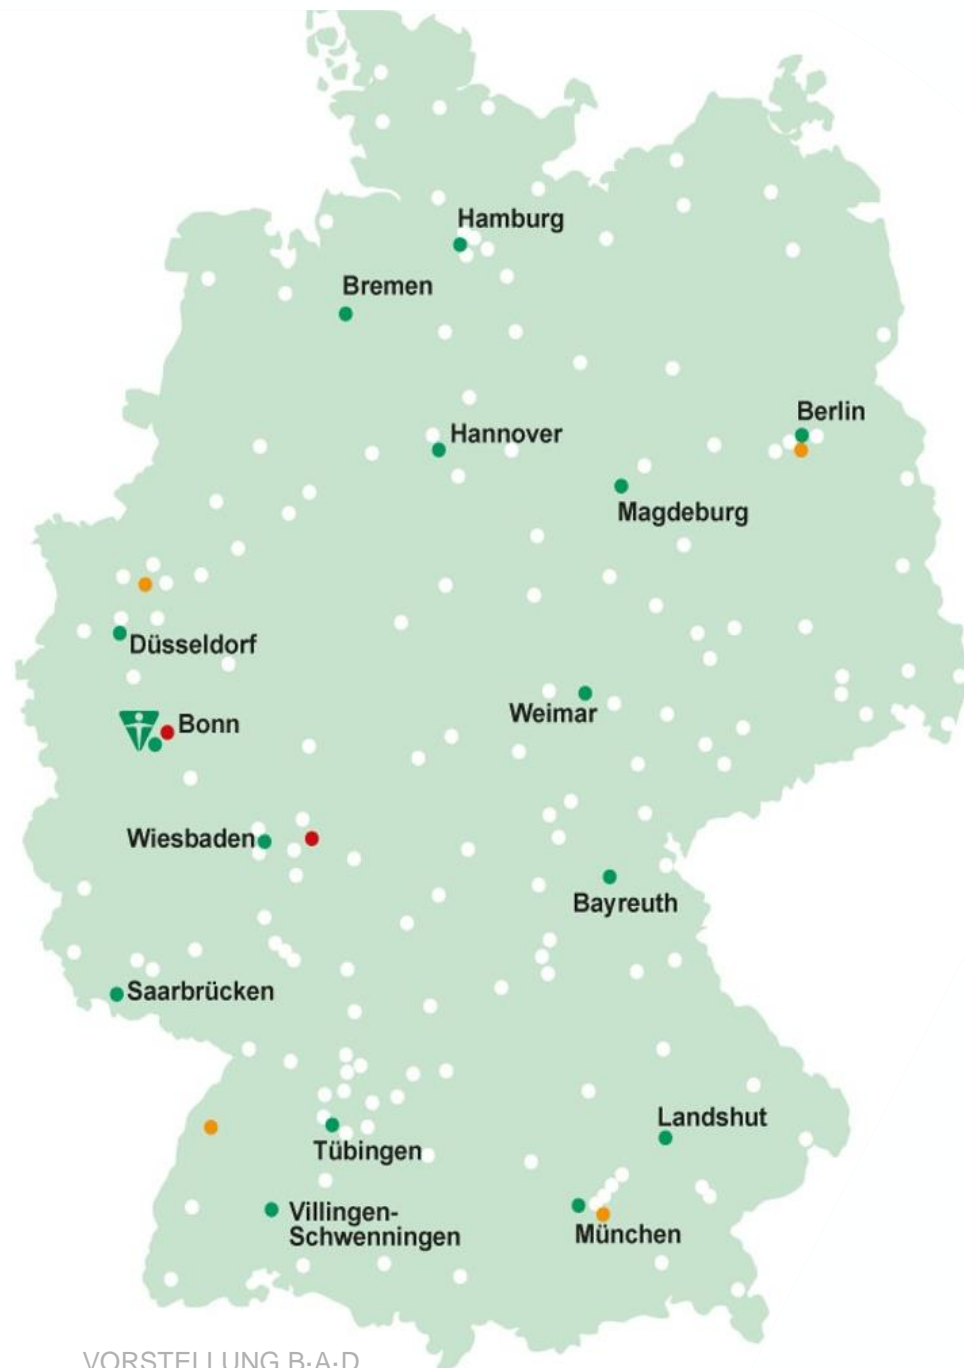 Hamburg
Bremen
Berlin
Hannover
Magdeburg
Düsseldorf
Weimar
Bonn
Wiesbaden
Bayreuth
Saarbrücken
Landshut
Tübingen
Villingen-
Schwenningen
München
VORSTELLUNG B·A·D